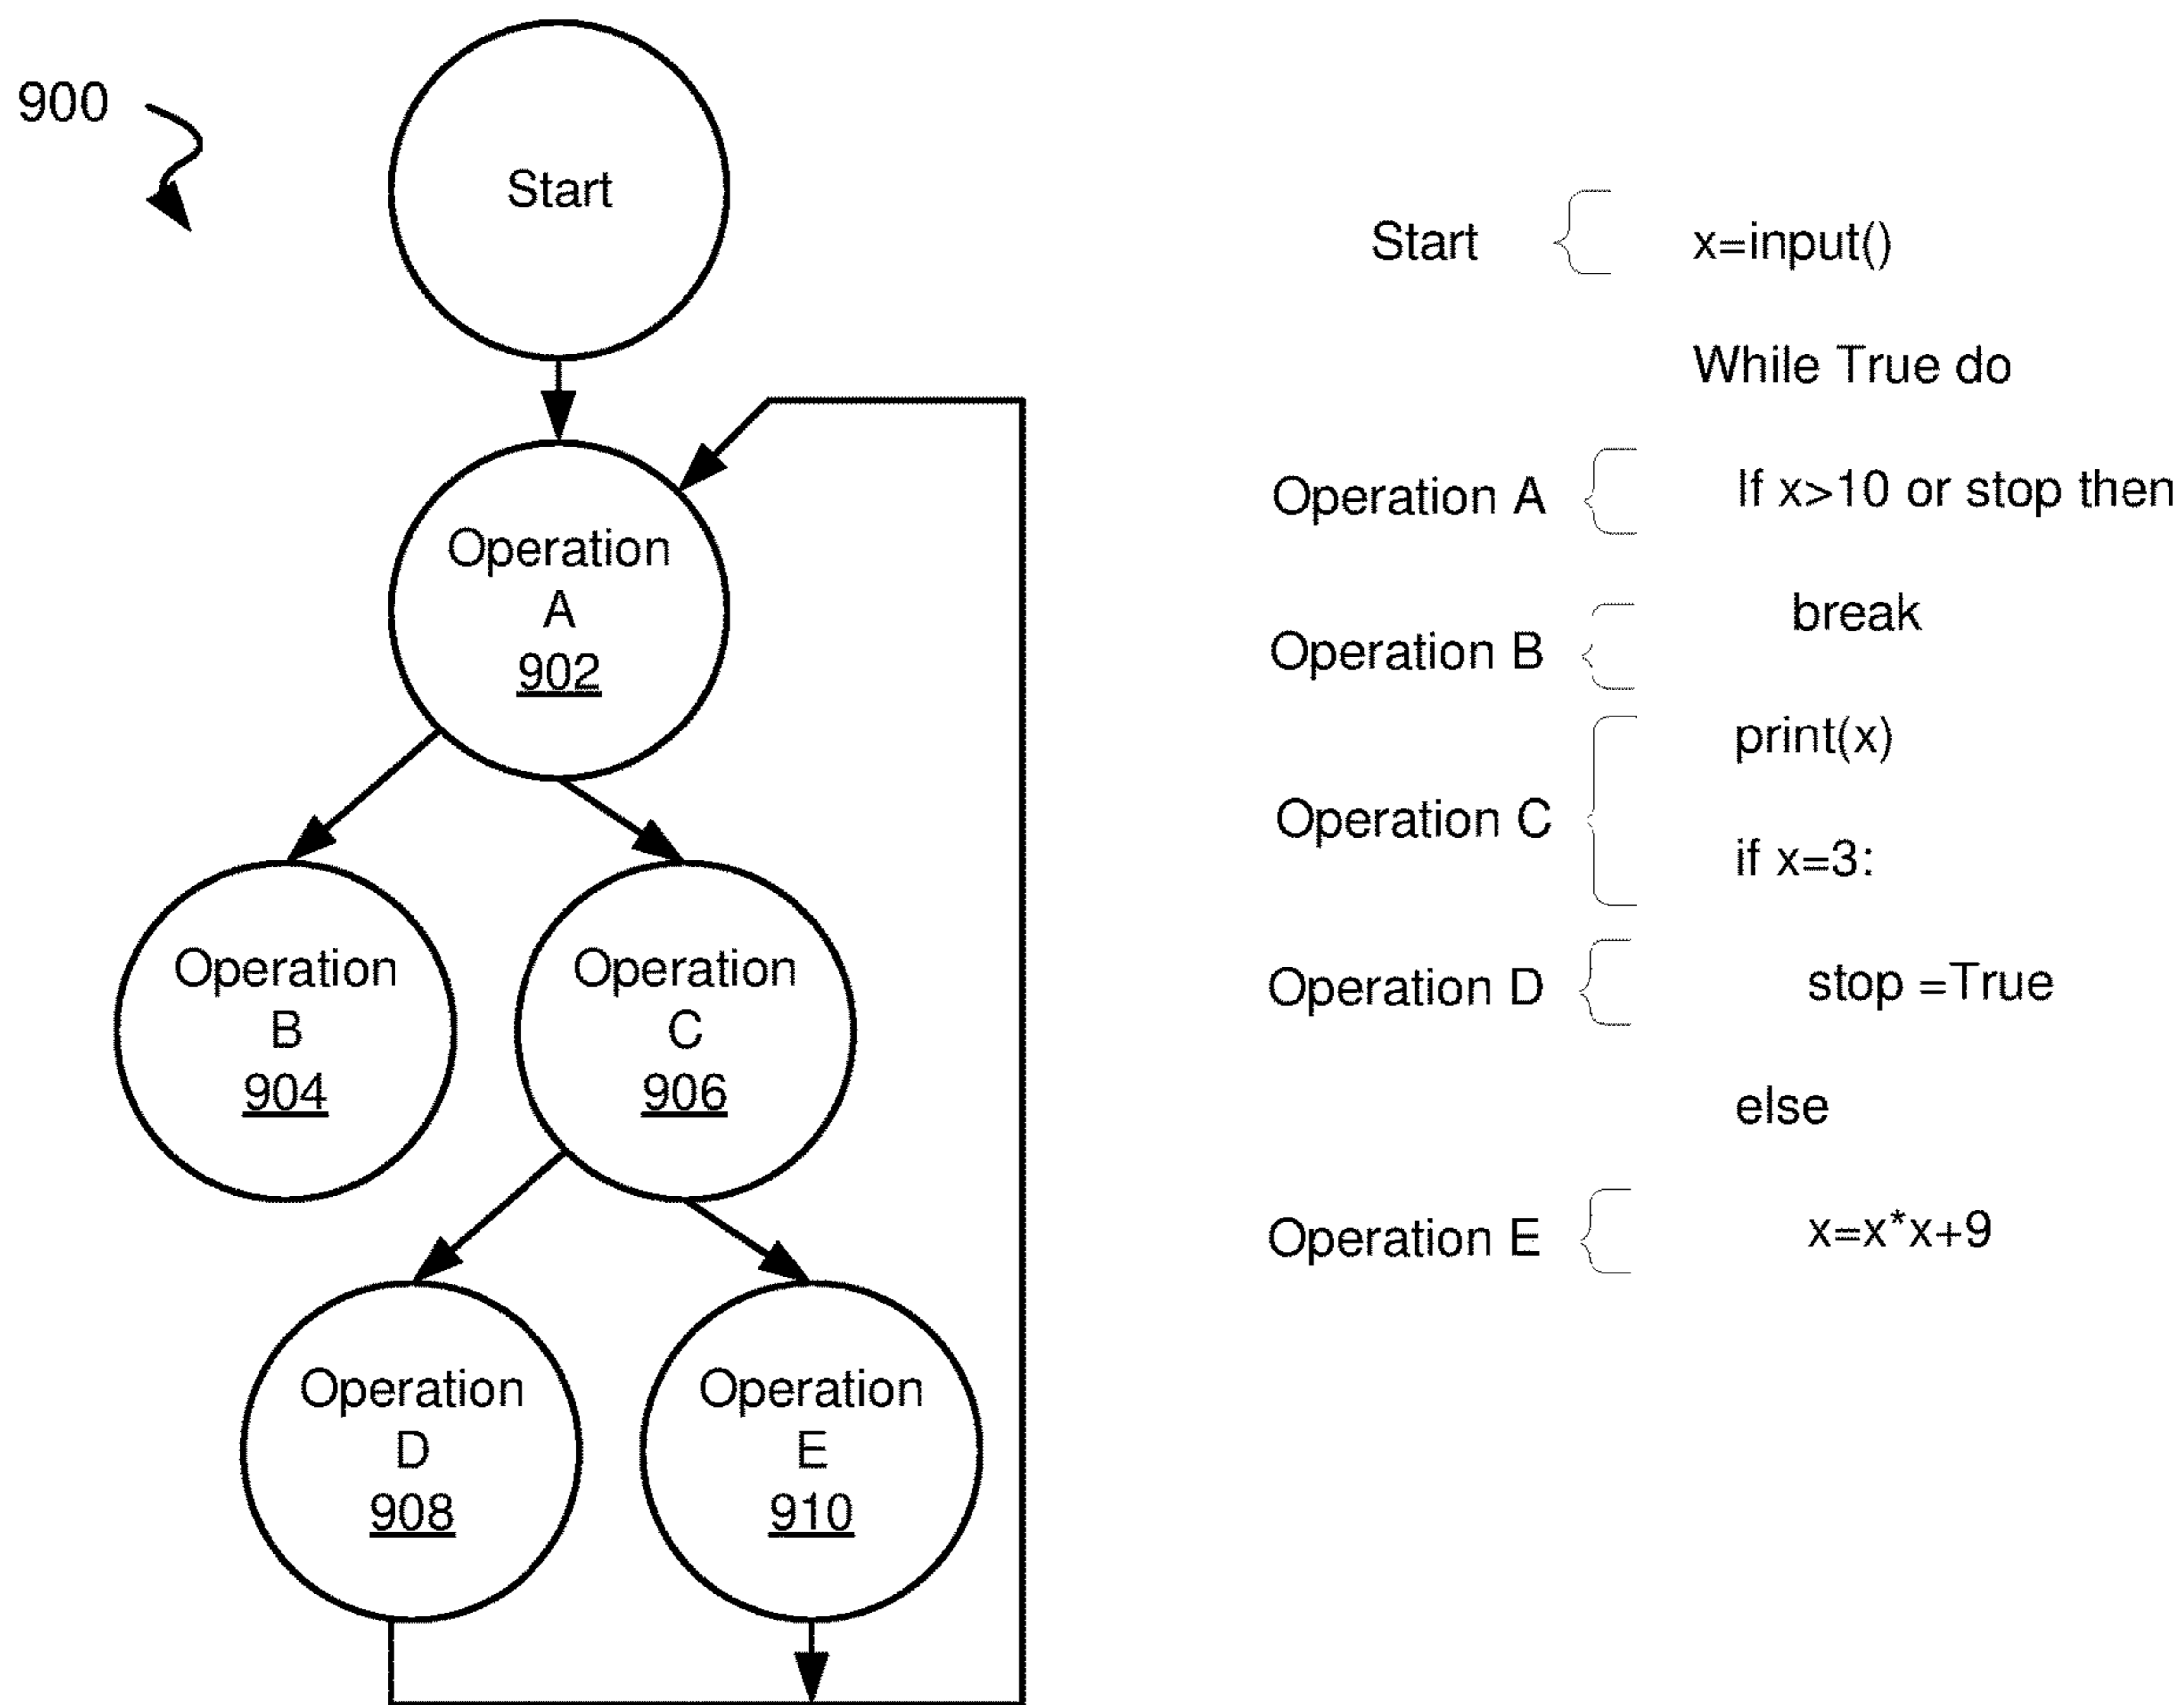 900
Start
Operation
A
902
Operation
B
904
Operation
C
906
Operation
D
908
Operation
E
910
Start
x=input()
While True do
Operation A
If x>10 or stop then
Operation B
break
Operation C
print(x)
if x=3:
Operation D
stop =True
else
Operation E
x=x*x+9